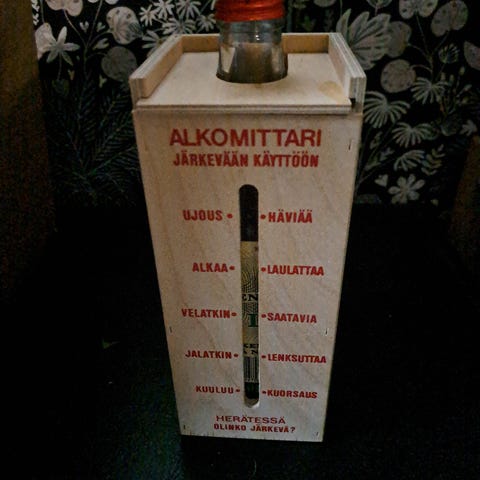 ALKOMITTARI
JÄRKEVÄÄN KÄYTTÖÖN
UJOUS • • HÄVIÄÄ
ALKAA • • LAULATTAA
VELATKIN • • SAATAVIA
JALATKIN • • LENKSUTTAA
KUULUU • • KUORSAUS
HERÄTESSÄ
OLINKO JÄRKEVÄ?